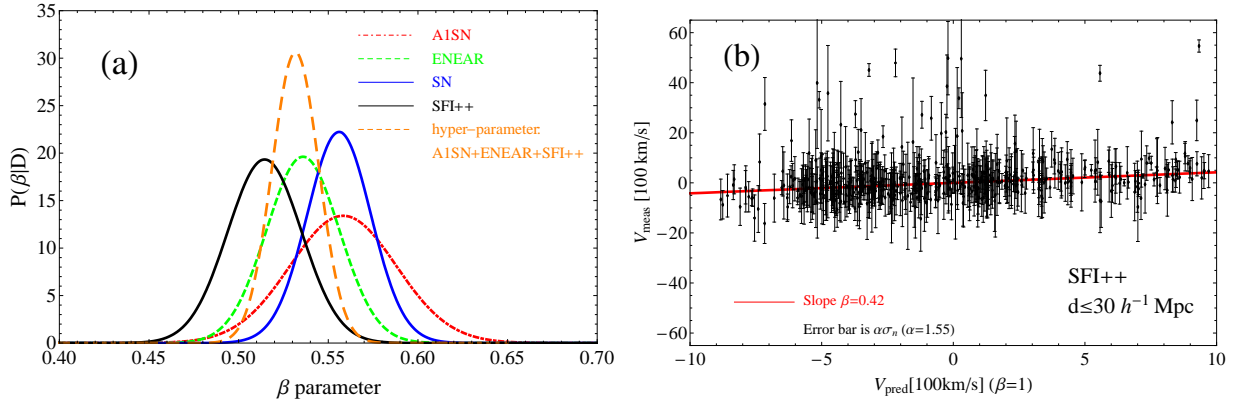 (a)
A1SN
ENEAR
SN
SFI++
hyper-parameter:
A1SN+ENEAR+SFI++
P(β|D)
35
30
25
20
15
10
5
0
0.40 0.45 0.50 0.55 0.60 0.65 0.70
β parameter
(b)
V_meas [100 km/s]
60
40
20
0
-20
-40
-60
SFI++
d≤30 h⁻¹ Mpc
Slope β=0.42
Error bar is ασ_n (α=1.55)
-10 -5 0 5 10
V_pred[100km/s] (β=1)